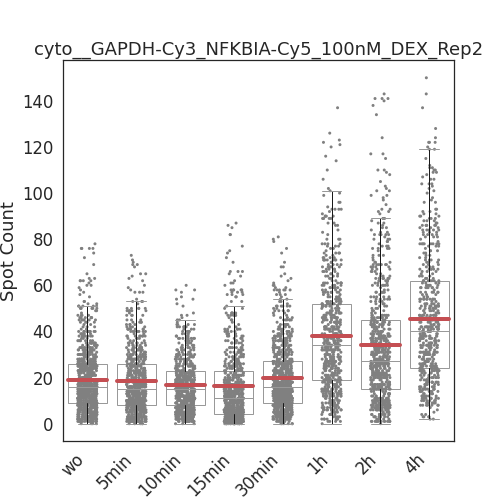 cyto__GAPDH-Cy3_NFKBIA-Cy5_100nM_DEX_Rep2
Spot Count
140
120
100
80
60
40
20
0
wo
5min
10min
15min
30min
1h
2h
4h